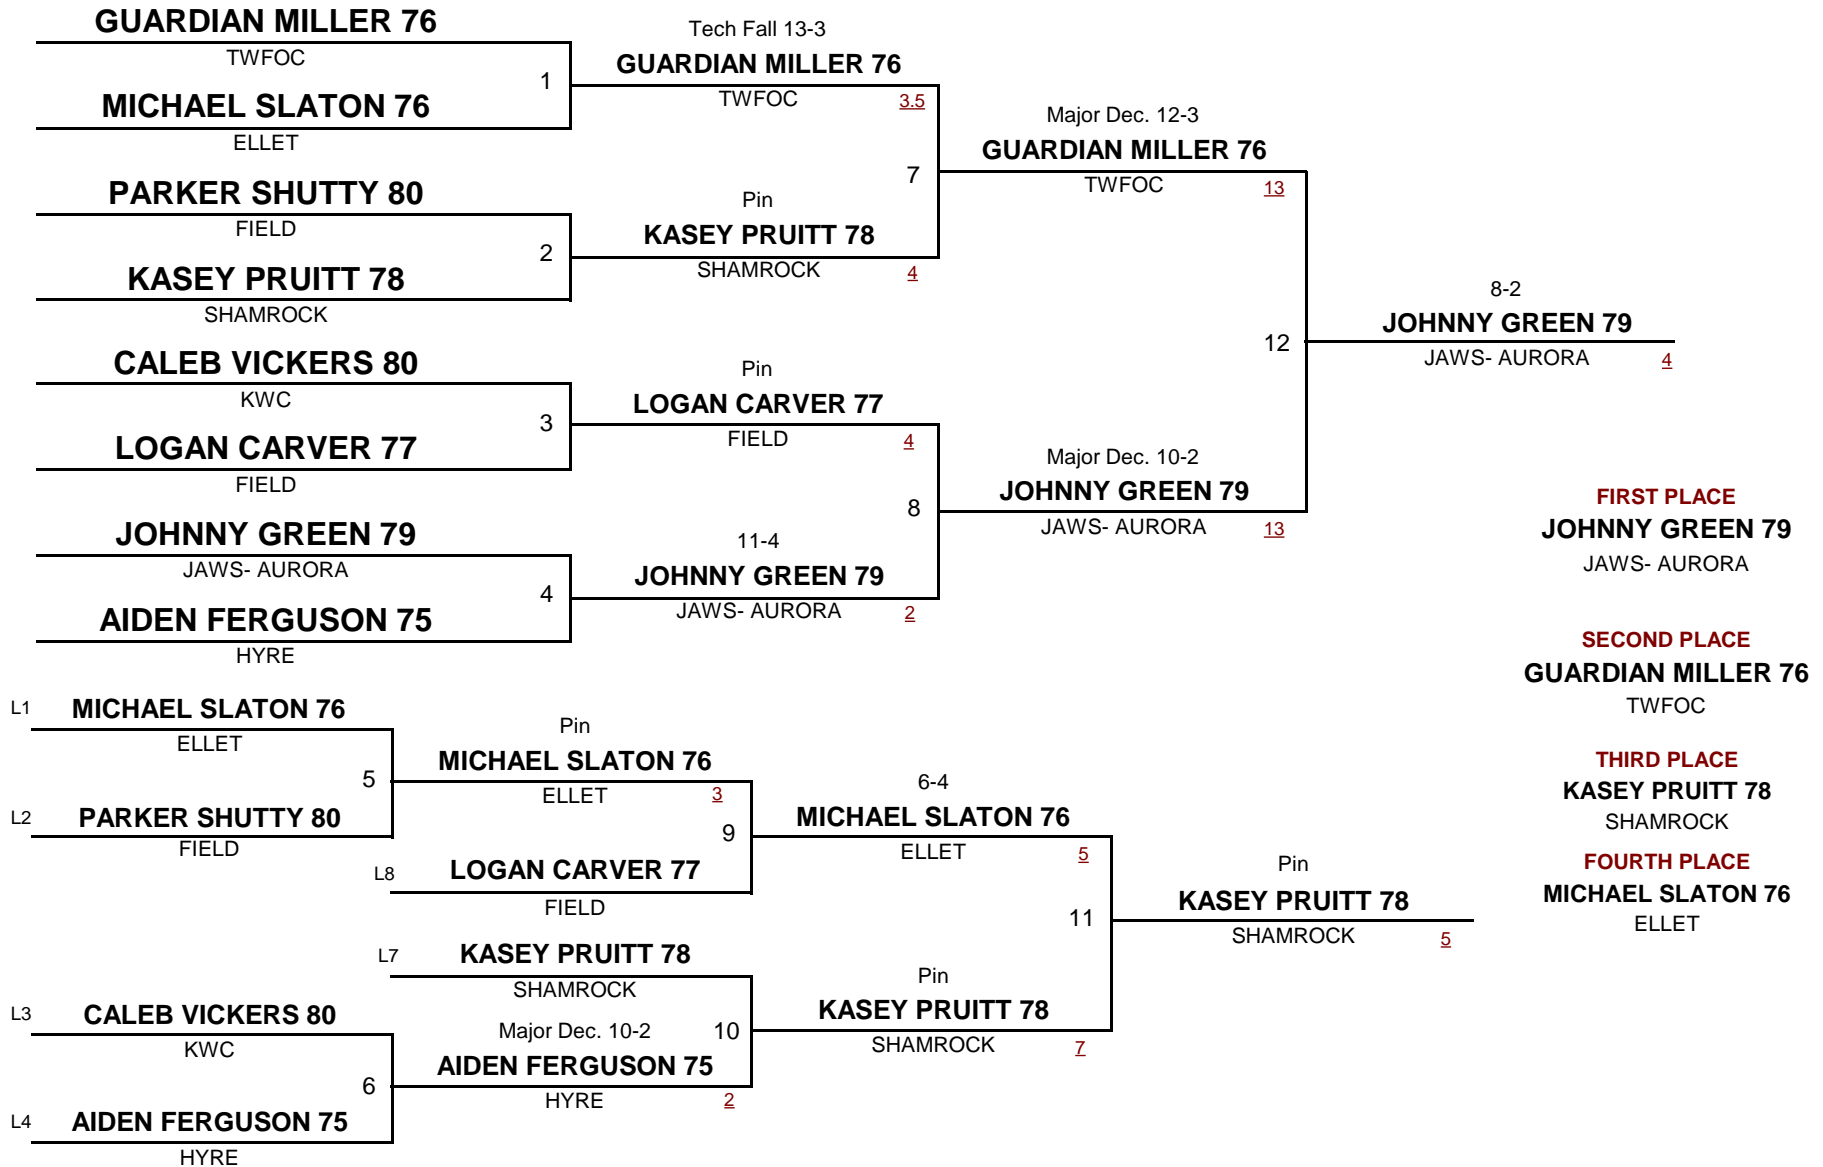 GUARDIAN MILLER 76
TWFOC
1
MICHAEL SLATON 76
ELLET
PARKER SHUTTY 80
FIELD
2
KASEY PRUITT 78
SHAMROCK
CALEB VICKERS 80
KWC
3
LOGAN CARVER 77
FIELD
JOHNNY GREEN 79
JAWS- AURORA
4
AIDEN FERGUSON 75
HYRE
Tech Fall 13-3
GUARDIAN MILLER 76
TWFOC 3.5
7
Pin
KASEY PRUITT 78
SHAMROCK 4
Pin
LOGAN CARVER 77
FIELD 4
8
11-4
JOHNNY GREEN 79
JAWS- AURORA 2
Major Dec. 12-3
GUARDIAN MILLER 76
TWFOC 13
12
Major Dec. 10-2
JOHNNY GREEN 79
JAWS- AURORA 13
8-2
JOHNNY GREEN 79
JAWS- AURORA 4
FIRST PLACE
JOHNNY GREEN 79
JAWS- AURORA
SECOND PLACE
GUARDIAN MILLER 76
TWFOC
THIRD PLACE
KASEY PRUITT 78
SHAMROCK
FOURTH PLACE
MICHAEL SLATON 76
ELLET
L1 MICHAEL SLATON 76
ELLET
5
L2 PARKER SHUTTY 80
FIELD
L3 CALEB VICKERS 80
KWC
6
L4 AIDEN FERGUSON 75
HYRE
Pin
MICHAEL SLATON 76
ELLET 3
9
L8 LOGAN CARVER 77
FIELD
L7 KASEY PRUITT 78
SHAMROCK
Major Dec. 10-2 10
AIDEN FERGUSON 75
HYRE 2
6-4
MICHAEL SLATON 76
ELLET 5
11
Pin
KASEY PRUITT 78
SHAMROCK 7
Pin
KASEY PRUITT 78
SHAMROCK 5